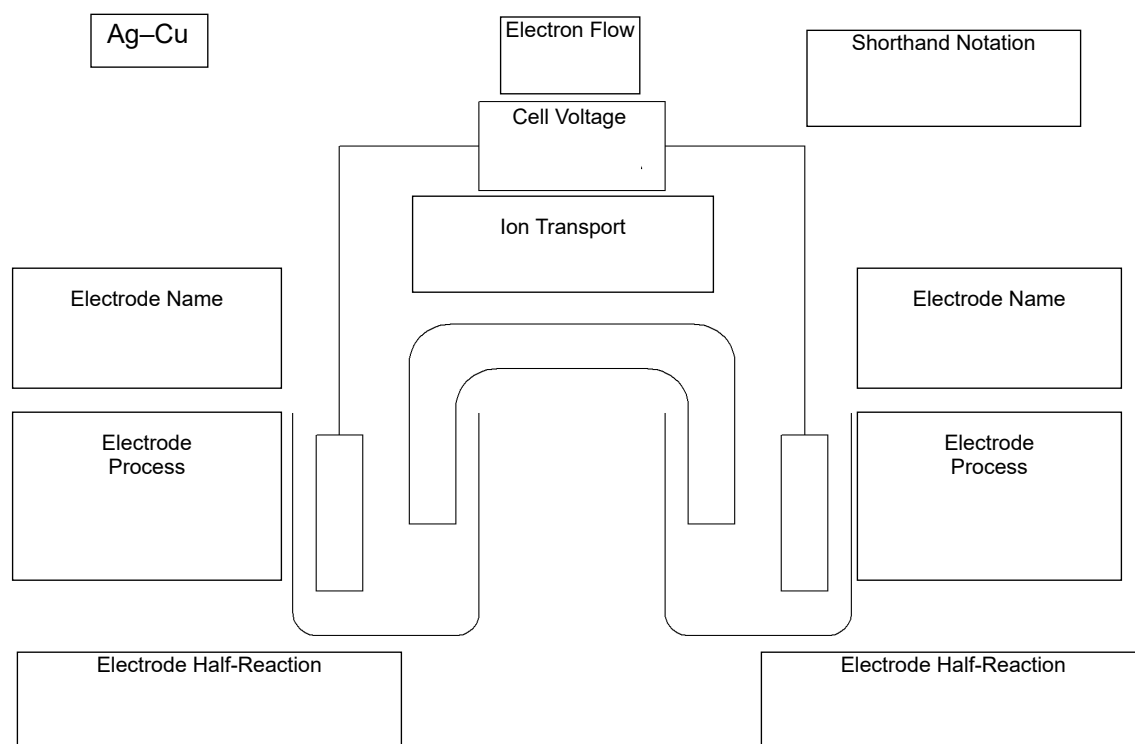 Ag–Cu
Electron Flow
Shorthand Notation
Cell Voltage
Ion Transport
Electrode Name
Electrode Name
Electrode
Process
Electrode
Process
Electrode Half-Reaction
Electrode Half-Reaction